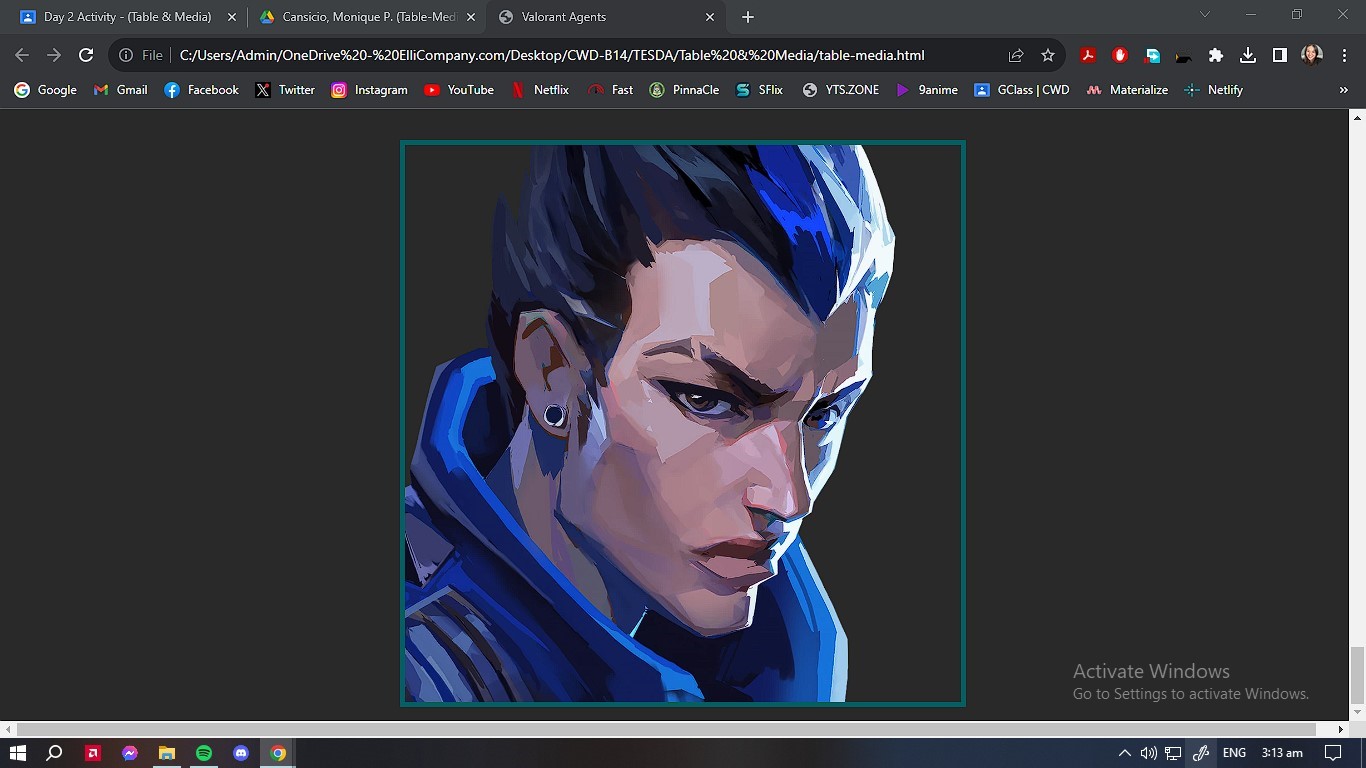 Day 2 Activity - (Table & Media)
Cansicio, Monique P. (Table-Med
Valorant Agents
File
C:/Users/Admin/OneDrive%20-%20ElliCompany.com/Desktop/CWD-B14/TESDA/Table%20&%20Media/table-media.html
Google
Gmail
Facebook
Twitter
Instagram
YouTube
Netflix
Fast
PinnaCle
SFlix
YTS.ZONE
9anime
GClass | CWD
Materialize
Netlify
»
Activate Windows
Go to Settings to activate Windows.
ENG
3:13 am